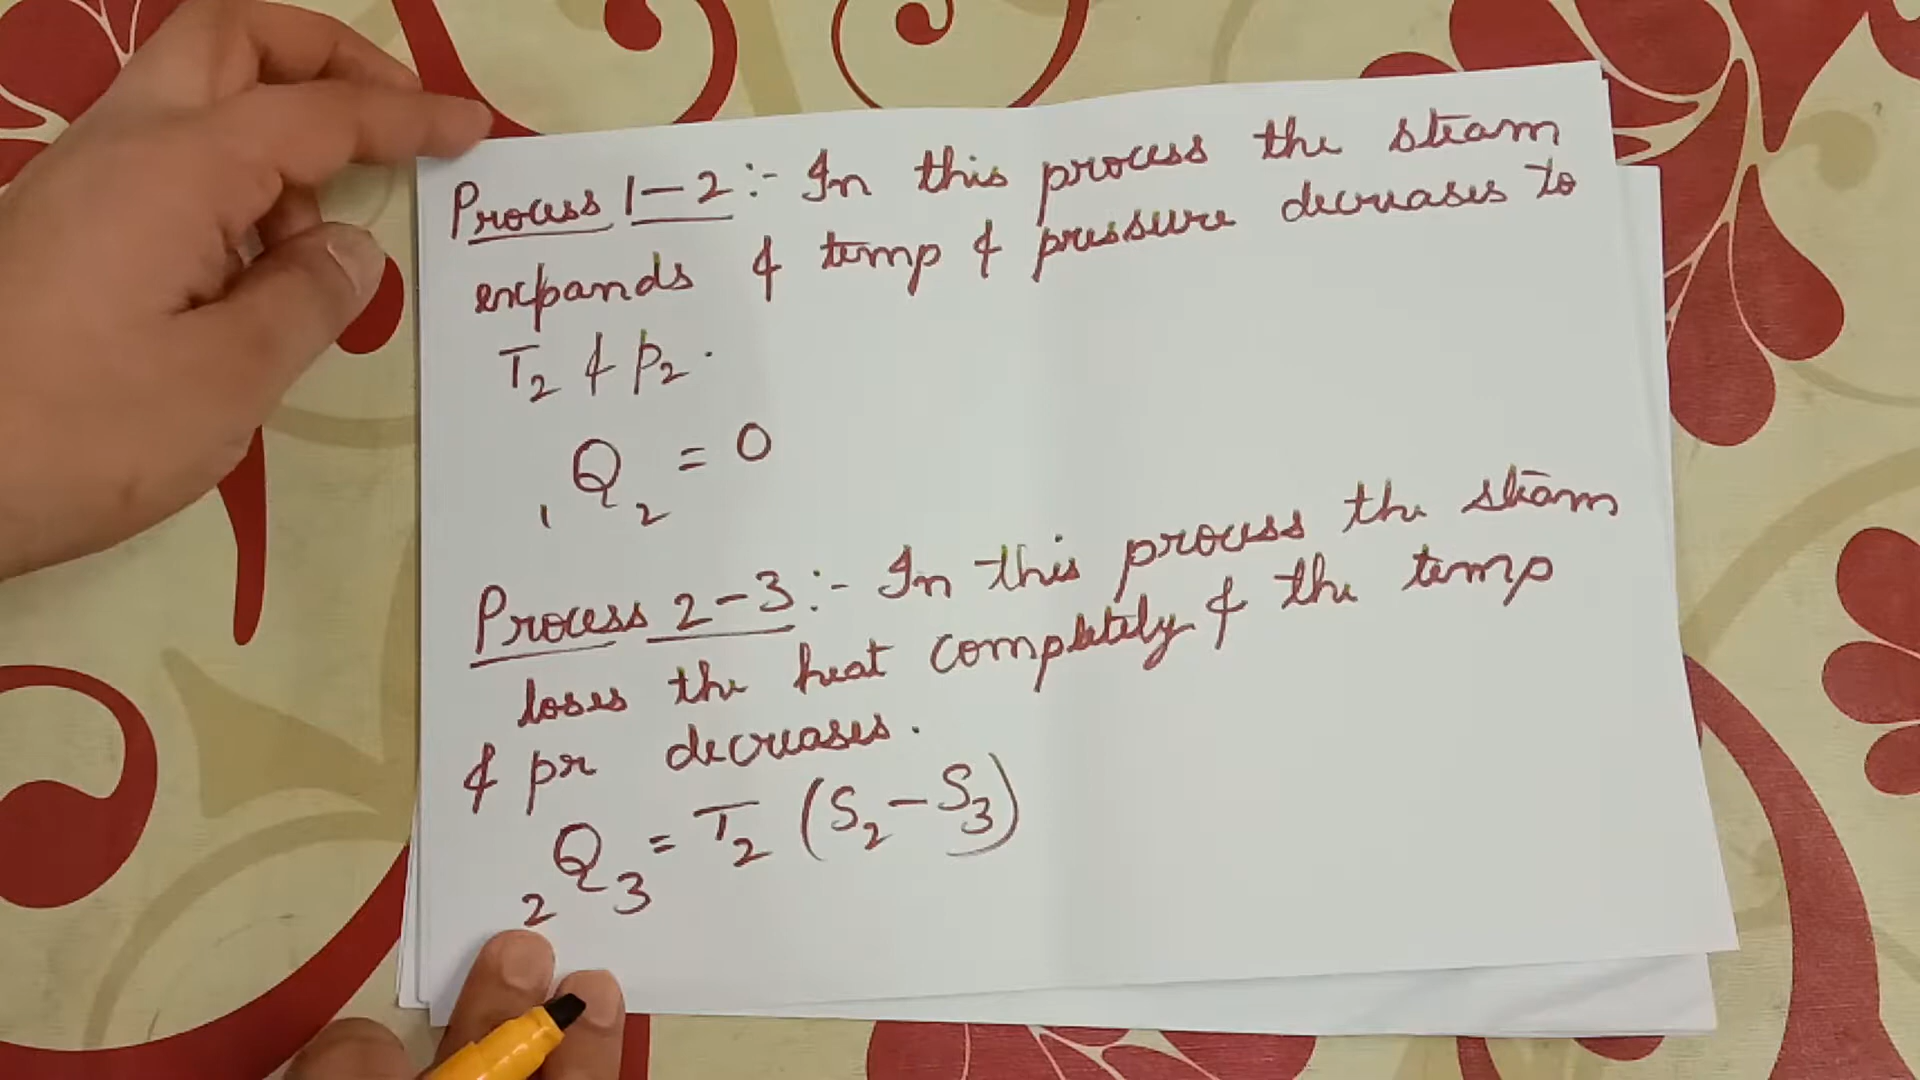 Process 1-2 :- In this process the steam
expands & temp & pressure decreases to
T₂ & P₂.
₁Q₂ = 0
Process 2-3 :- In this process the steam
loses the heat completely & the temp
& pr decreases.
₂Q₃ = T₂ (S₂-S₃)